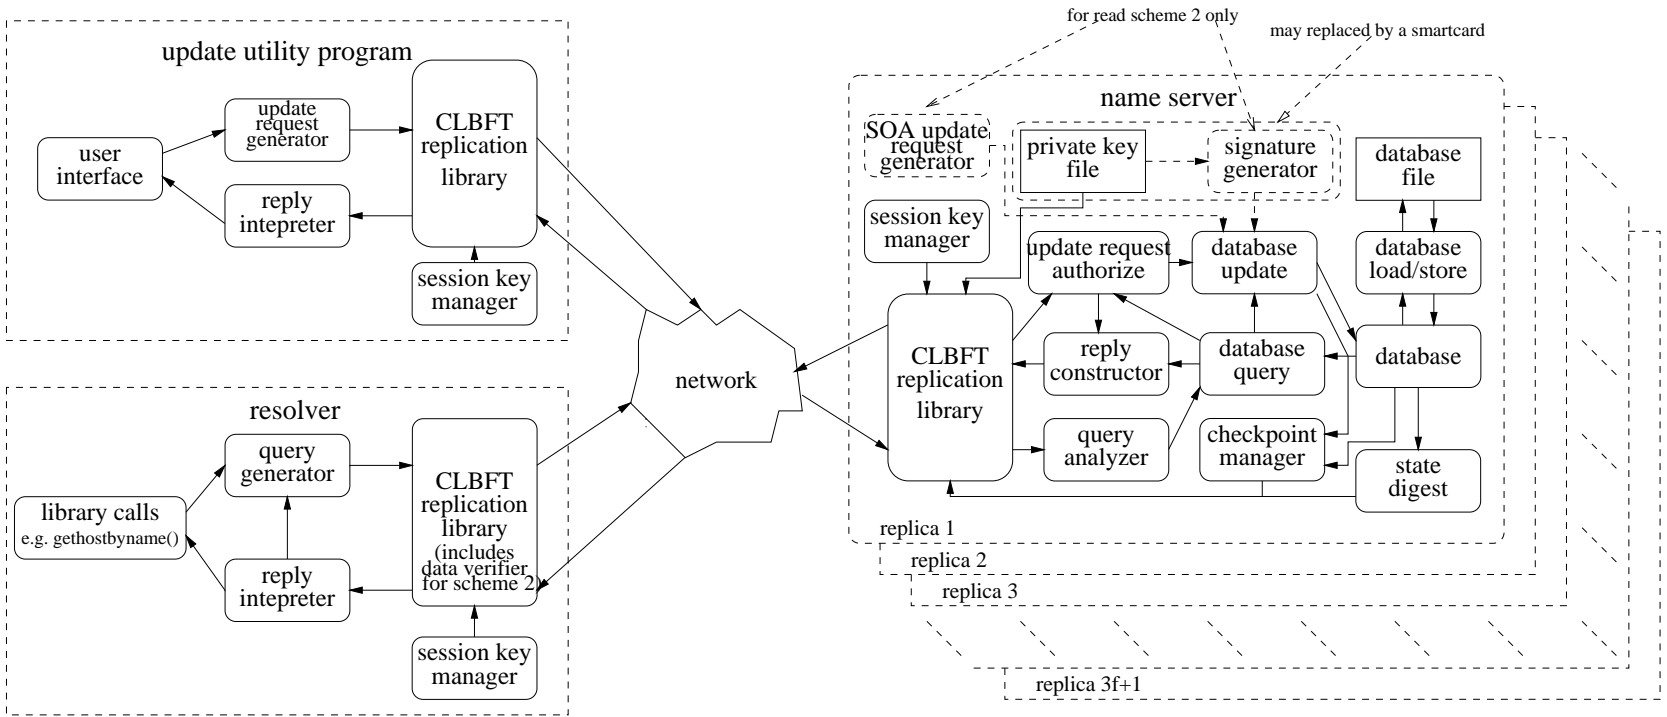 for read scheme 2 only
may replaced by a smartcard
update utility program
user
interface
update
request
generator
reply
intepreter
CLBFT
replication
library
session key
manager
resolver
library calls
e.g. gethostbyname()
query
generator
reply
intepreter
CLBFT
replication
library
(includes
data verifier
for scheme 2)
session key
manager
network
name server
SOA update
request
generator
private key
file
signature
generator
database
file
session key
manager
update request
authorize
database
update
database
load/store
CLBFT
replication
library
reply
constructor
database
query
database
query
analyzer
checkpoint
manager
state
digest
replica 1
replica 2
replica 3
replica 3f+1